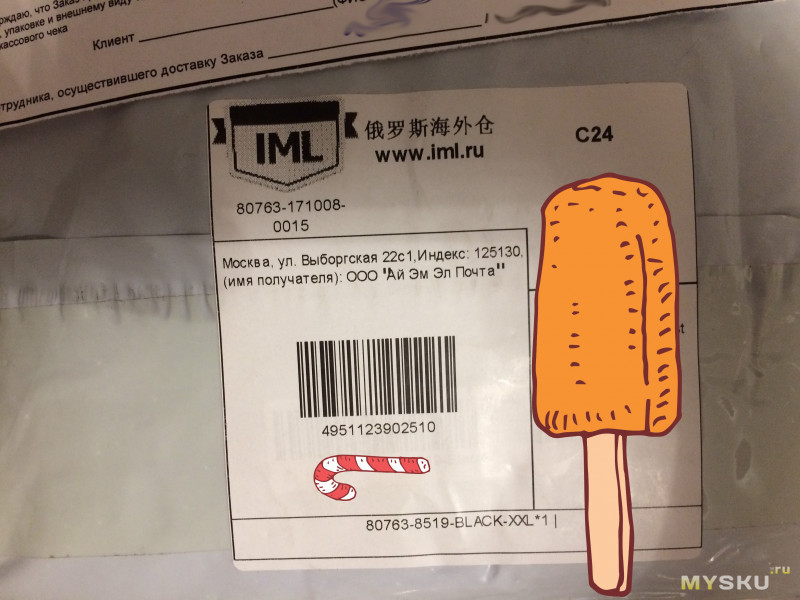 рждаю, что Заказ
упаковке и внешнему виду
кассового чека
Клиент
трудника, осуществившего доставку Заказа
IML
俄罗斯海外仓
www.iml.ru
C24
80763-171008-
0015
Москва, ул. Выборгская 22с1,Индекс: 125130,
(имя получателя): ООО "Ай Эм Эл Почта"
4951123902510
80763-8519-BLACK-XXL*1 |
MYSKU.ru